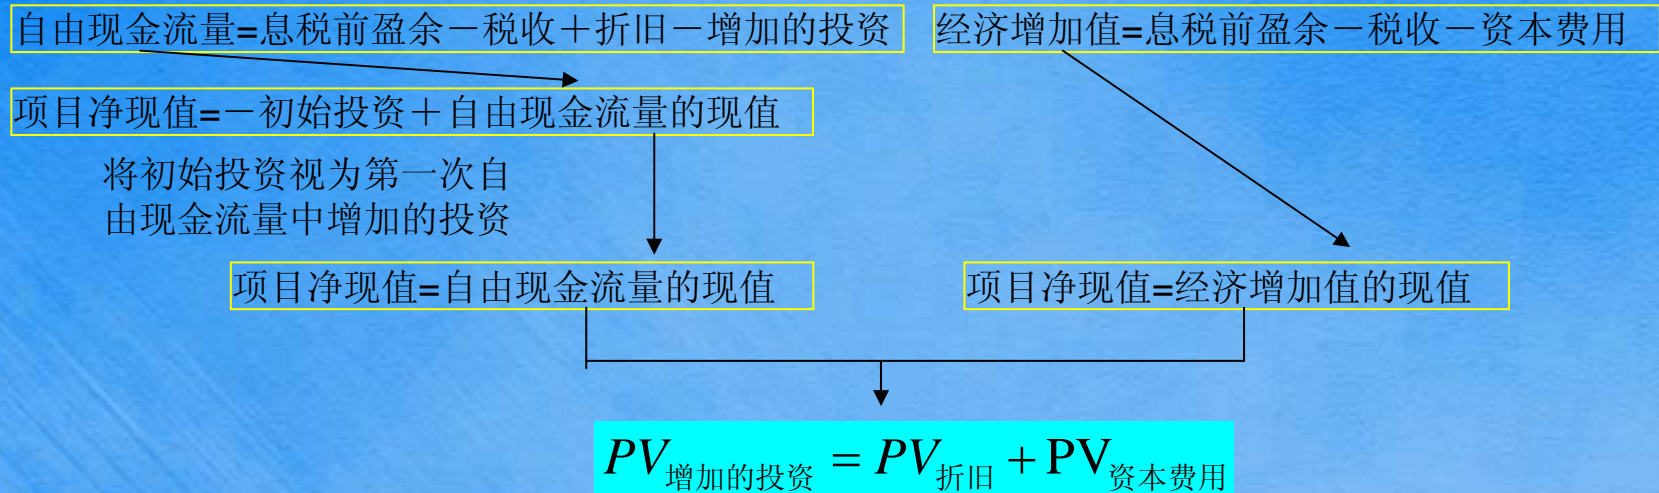 自由现金流量=息税前盈余－税收＋折旧－增加的投资
经济增加值=息税前盈余－税收－资本费用
项目净现值=－初始投资＋自由现金流量的现值
将初始投资视为第一次自
由现金流量中增加的投资
项目净现值=自由现金流量的现值
项目净现值=经济增加值的现值
PV增加的投资 = PV折旧 + PV资本费用